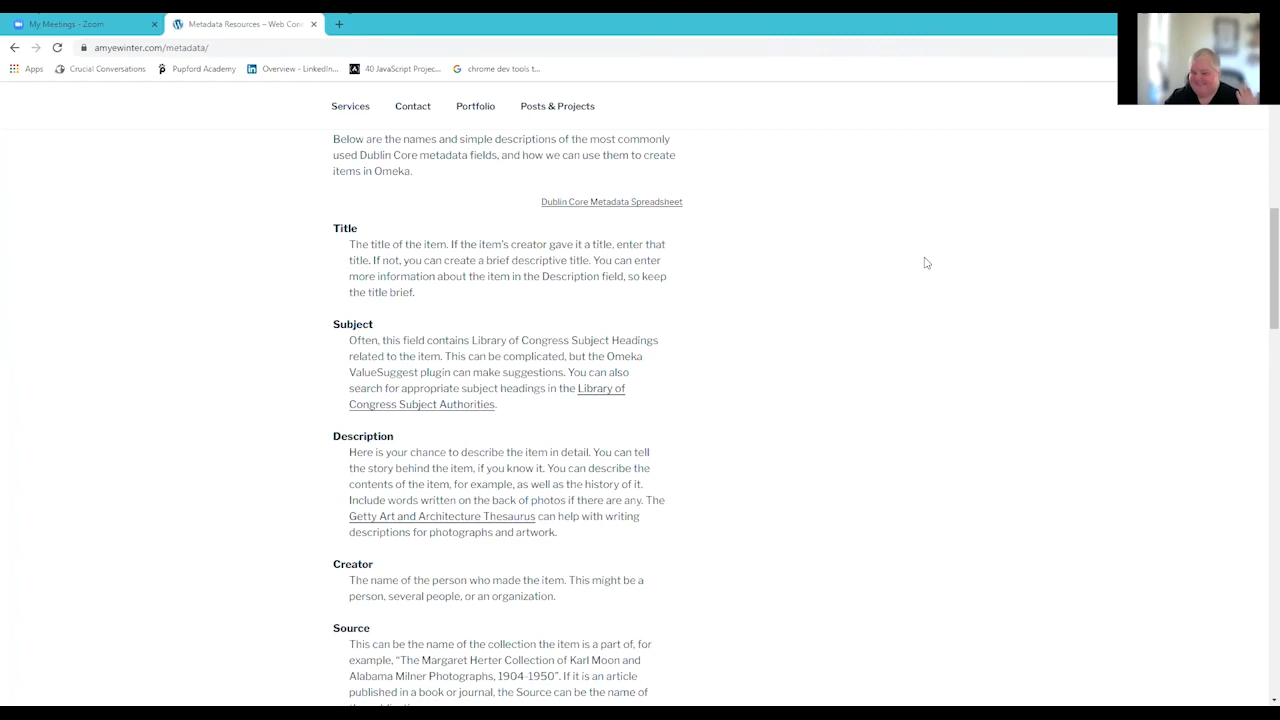 My Meetings - Zoom
Metadata Resources – Web Con
amyewinter.com/metadata/
Apps
Crucial Conversations
Pupford Academy
Overview - LinkedIn...
40 JavaScript Projec...
chrome dev tools t...
Services
Contact
Portfolio
Posts & Projects
Below are the names and simple descriptions of the most commonly
used Dublin Core metadata fields, and how we can use them to create
items in Omeka.
Dublin Core Metadata Spreadsheet
Title
The title of the item. If the item’s creator gave it a title, enter that
title. If not, you can create a brief descriptive title. You can enter
more information about the item in the Description field, so keep
the title brief.
Subject
Often, this field contains Library of Congress Subject Headings
related to the item. This can be complicated, but the Omeka
ValueSuggest plugin can make suggestions. You can also
search for appropriate subject headings in the Library of
Congress Subject Authorities.
Description
Here is your chance to describe the item in detail. You can tell
the story behind the item, if you know it. You can describe the
contents of the item, for example, as well as the history of it.
Include words written on the back of photos if there are any. The
Getty Art and Architecture Thesaurus can help with writing
descriptions for photographs and artwork.
Creator
The name of the person who made the item. This might be a
person, several people, or an organization.
Source
This can be the name of the collection the item is a part of, for
example, “The Margaret Herter Collection of Karl Moon and
Alabama Milner Photographs, 1904-1950”. If it is an article
published in a book or journal, the Source can be the name of